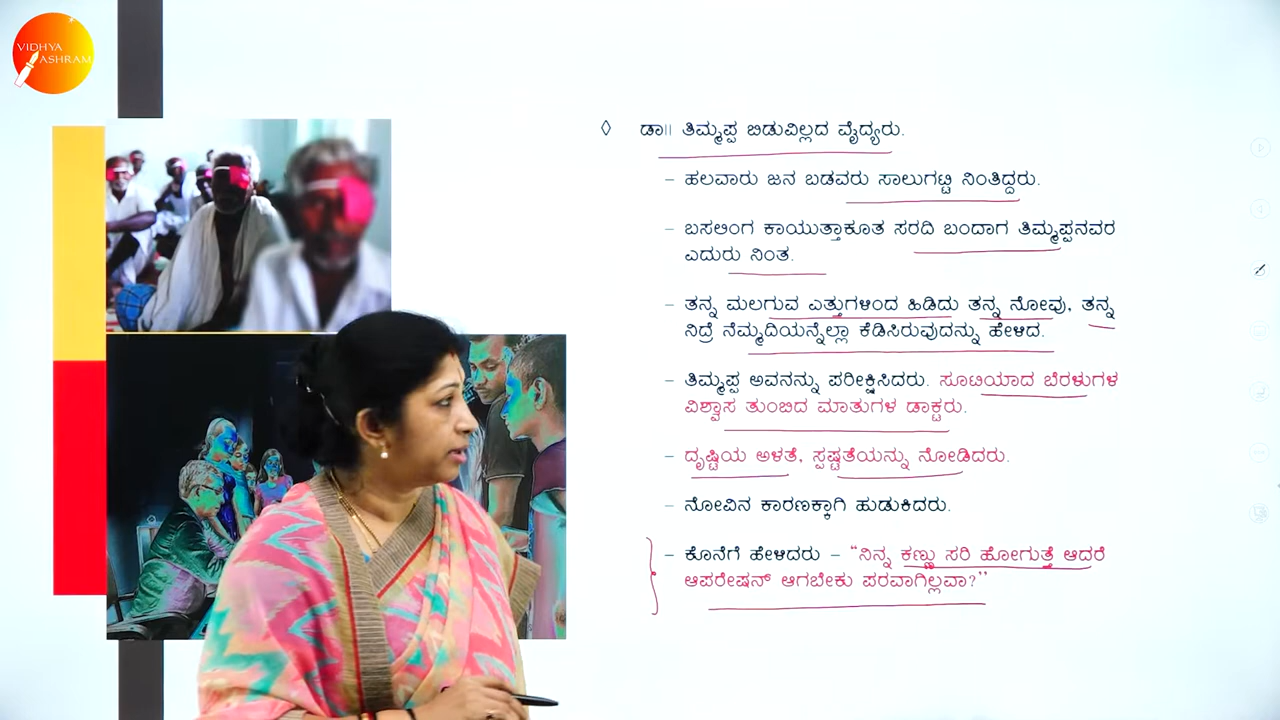 VIDHYA
ASHRAM
◊ ಡಾ॥ ತಿಮ್ಮಪ್ಪ ಬಿಡುವಿಲ್ಲದ ವೈದ್ಯರು.
– ಹಲವಾರು ಜನ ಬಡವರು ಸಾಲುಗಟ್ಟಿ ನಿಂತಿದ್ದರು.
– ಬಸಲಿಂಗ ಕಾಯುತ್ತಾಕೂತ ಸರದಿ ಬಂದಾಗ ತಿಮ್ಮಪ್ಪನವರ
ಎದುರು ನಿಂತ.
– ತನ್ನ ಮಲಗುವ ಎತ್ತುಗಳಿಂದ ಹಿಡಿದು ತನ್ನ ನೋವು, ತನ್ನ
ನಿದ್ರೆ ನೆಮ್ಮದಿಯನ್ನೆಲ್ಲಾ ಕೆಡಿಸಿರುವುದನ್ನು ಹೇಳಿದ.
– ತಿಮ್ಮಪ್ಪ ಅವನನ್ನು ಪರೀಕ್ಷಿಸಿದರು. ಸೂಟಿಯಾದ ಬೆರಳುಗಳ
ವಿಶ್ವಾಸ ತುಂಬಿದ ಮಾತುಗಳ ಡಾಕ್ಟರು.
– ದೃಷ್ಟಿಯ ಅಳತೆ, ಸ್ಪಷ್ಟತೆಯನ್ನು ನೋಡಿದರು.
– ನೋವಿನ ಕಾರಣಕ್ಕಾಗಿ ಹುಡುಕಿದರು.
– ಕೊನೆಗೆ ಹೇಳಿದರು – “ನಿನ್ನ ಕಣ್ಣು ಸರಿ ಹೋಗುತ್ತೆ ಆದರೆ
ಆಪರೇಷನ್ ಆಗಬೇಕು ಪರವಾಗಿಲ್ಲವಾ?’’